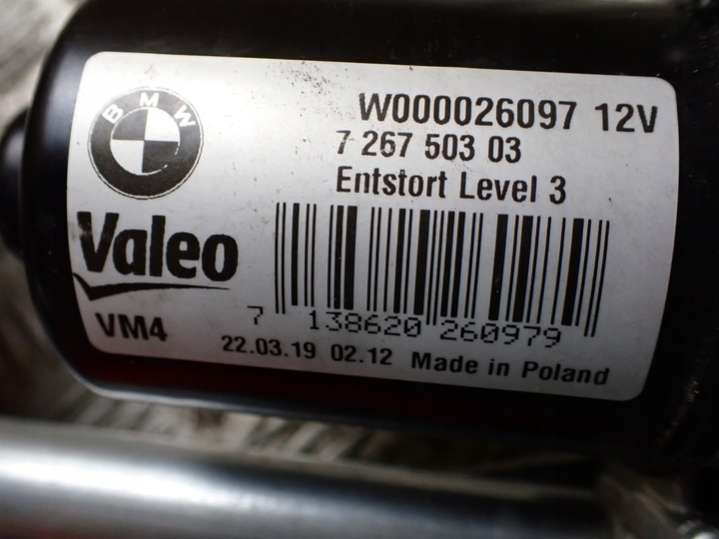 BMW
W000026097 12V
7 267 503 03
Entstort Level 3
Valeo
VM4
7 138620 260979
22.03.19 02.12 Made in Poland